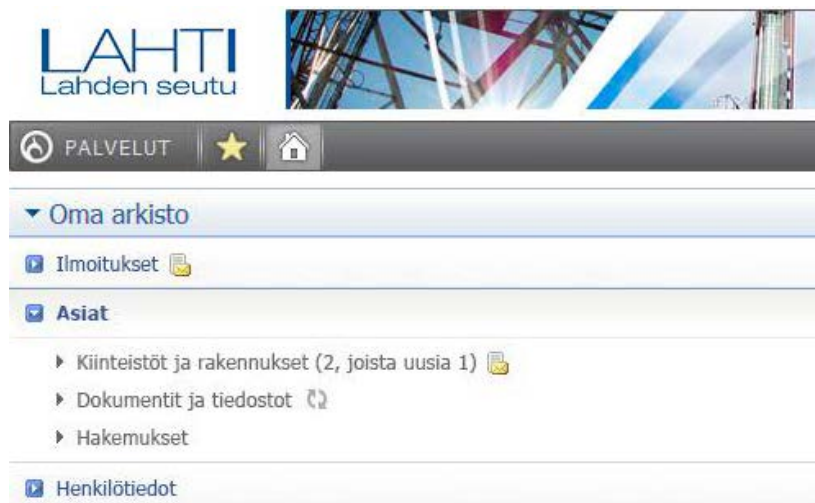 LAHTI
Lahden seutu
PALVELUT
Oma arkisto
Ilmoitukset
Asiat
Kiinteistöt ja rakennukset (2, joista uusia 1)
Dokumentit ja tiedostot
Hakemukset
Henkilötiedot